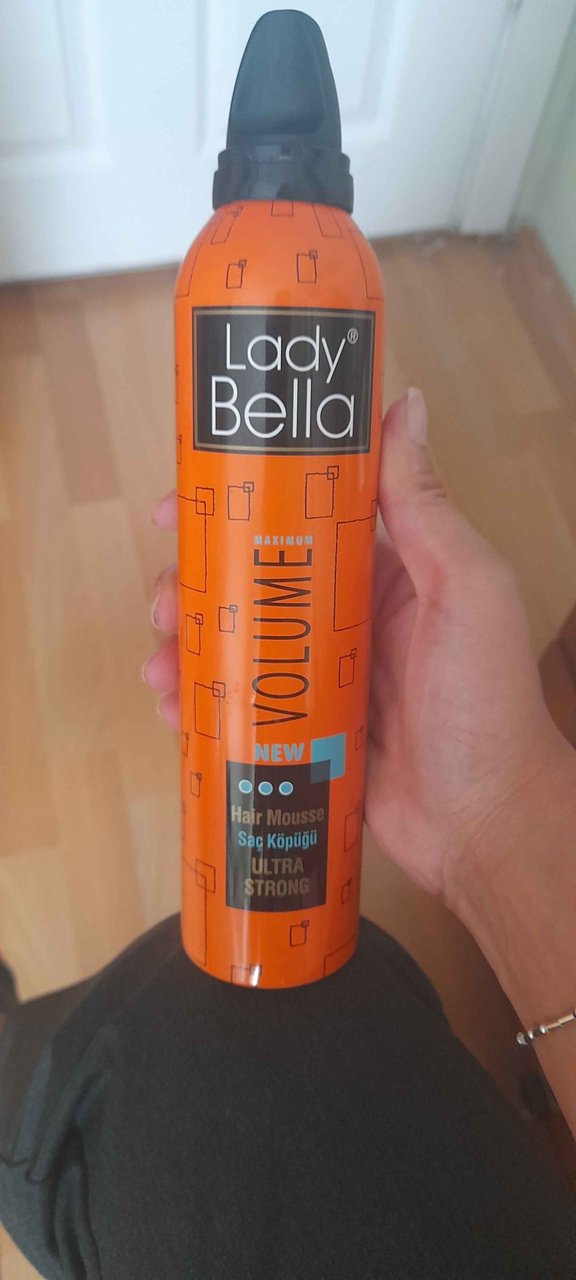 Lady®
Bella
MAXIMUM
VOLUME
NEW
Hair Mousse
Saç Köpüğü
ULTRA
STRONG